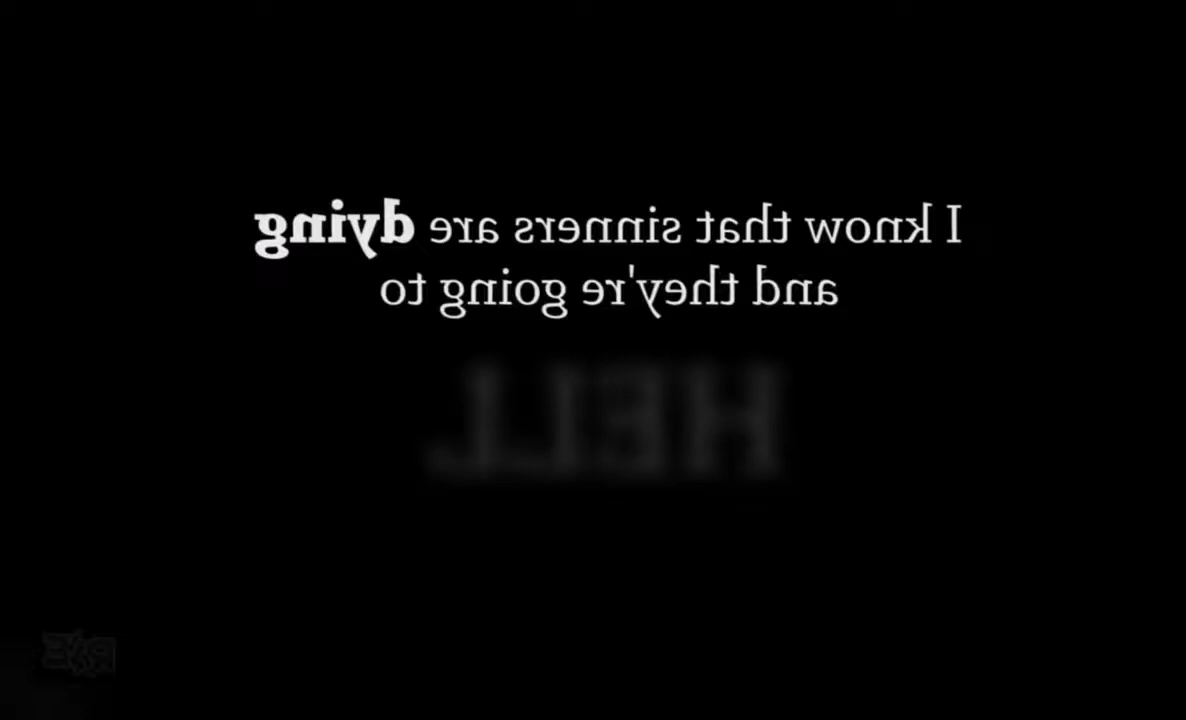 I know that sinners are dying
and they're going to
HELL